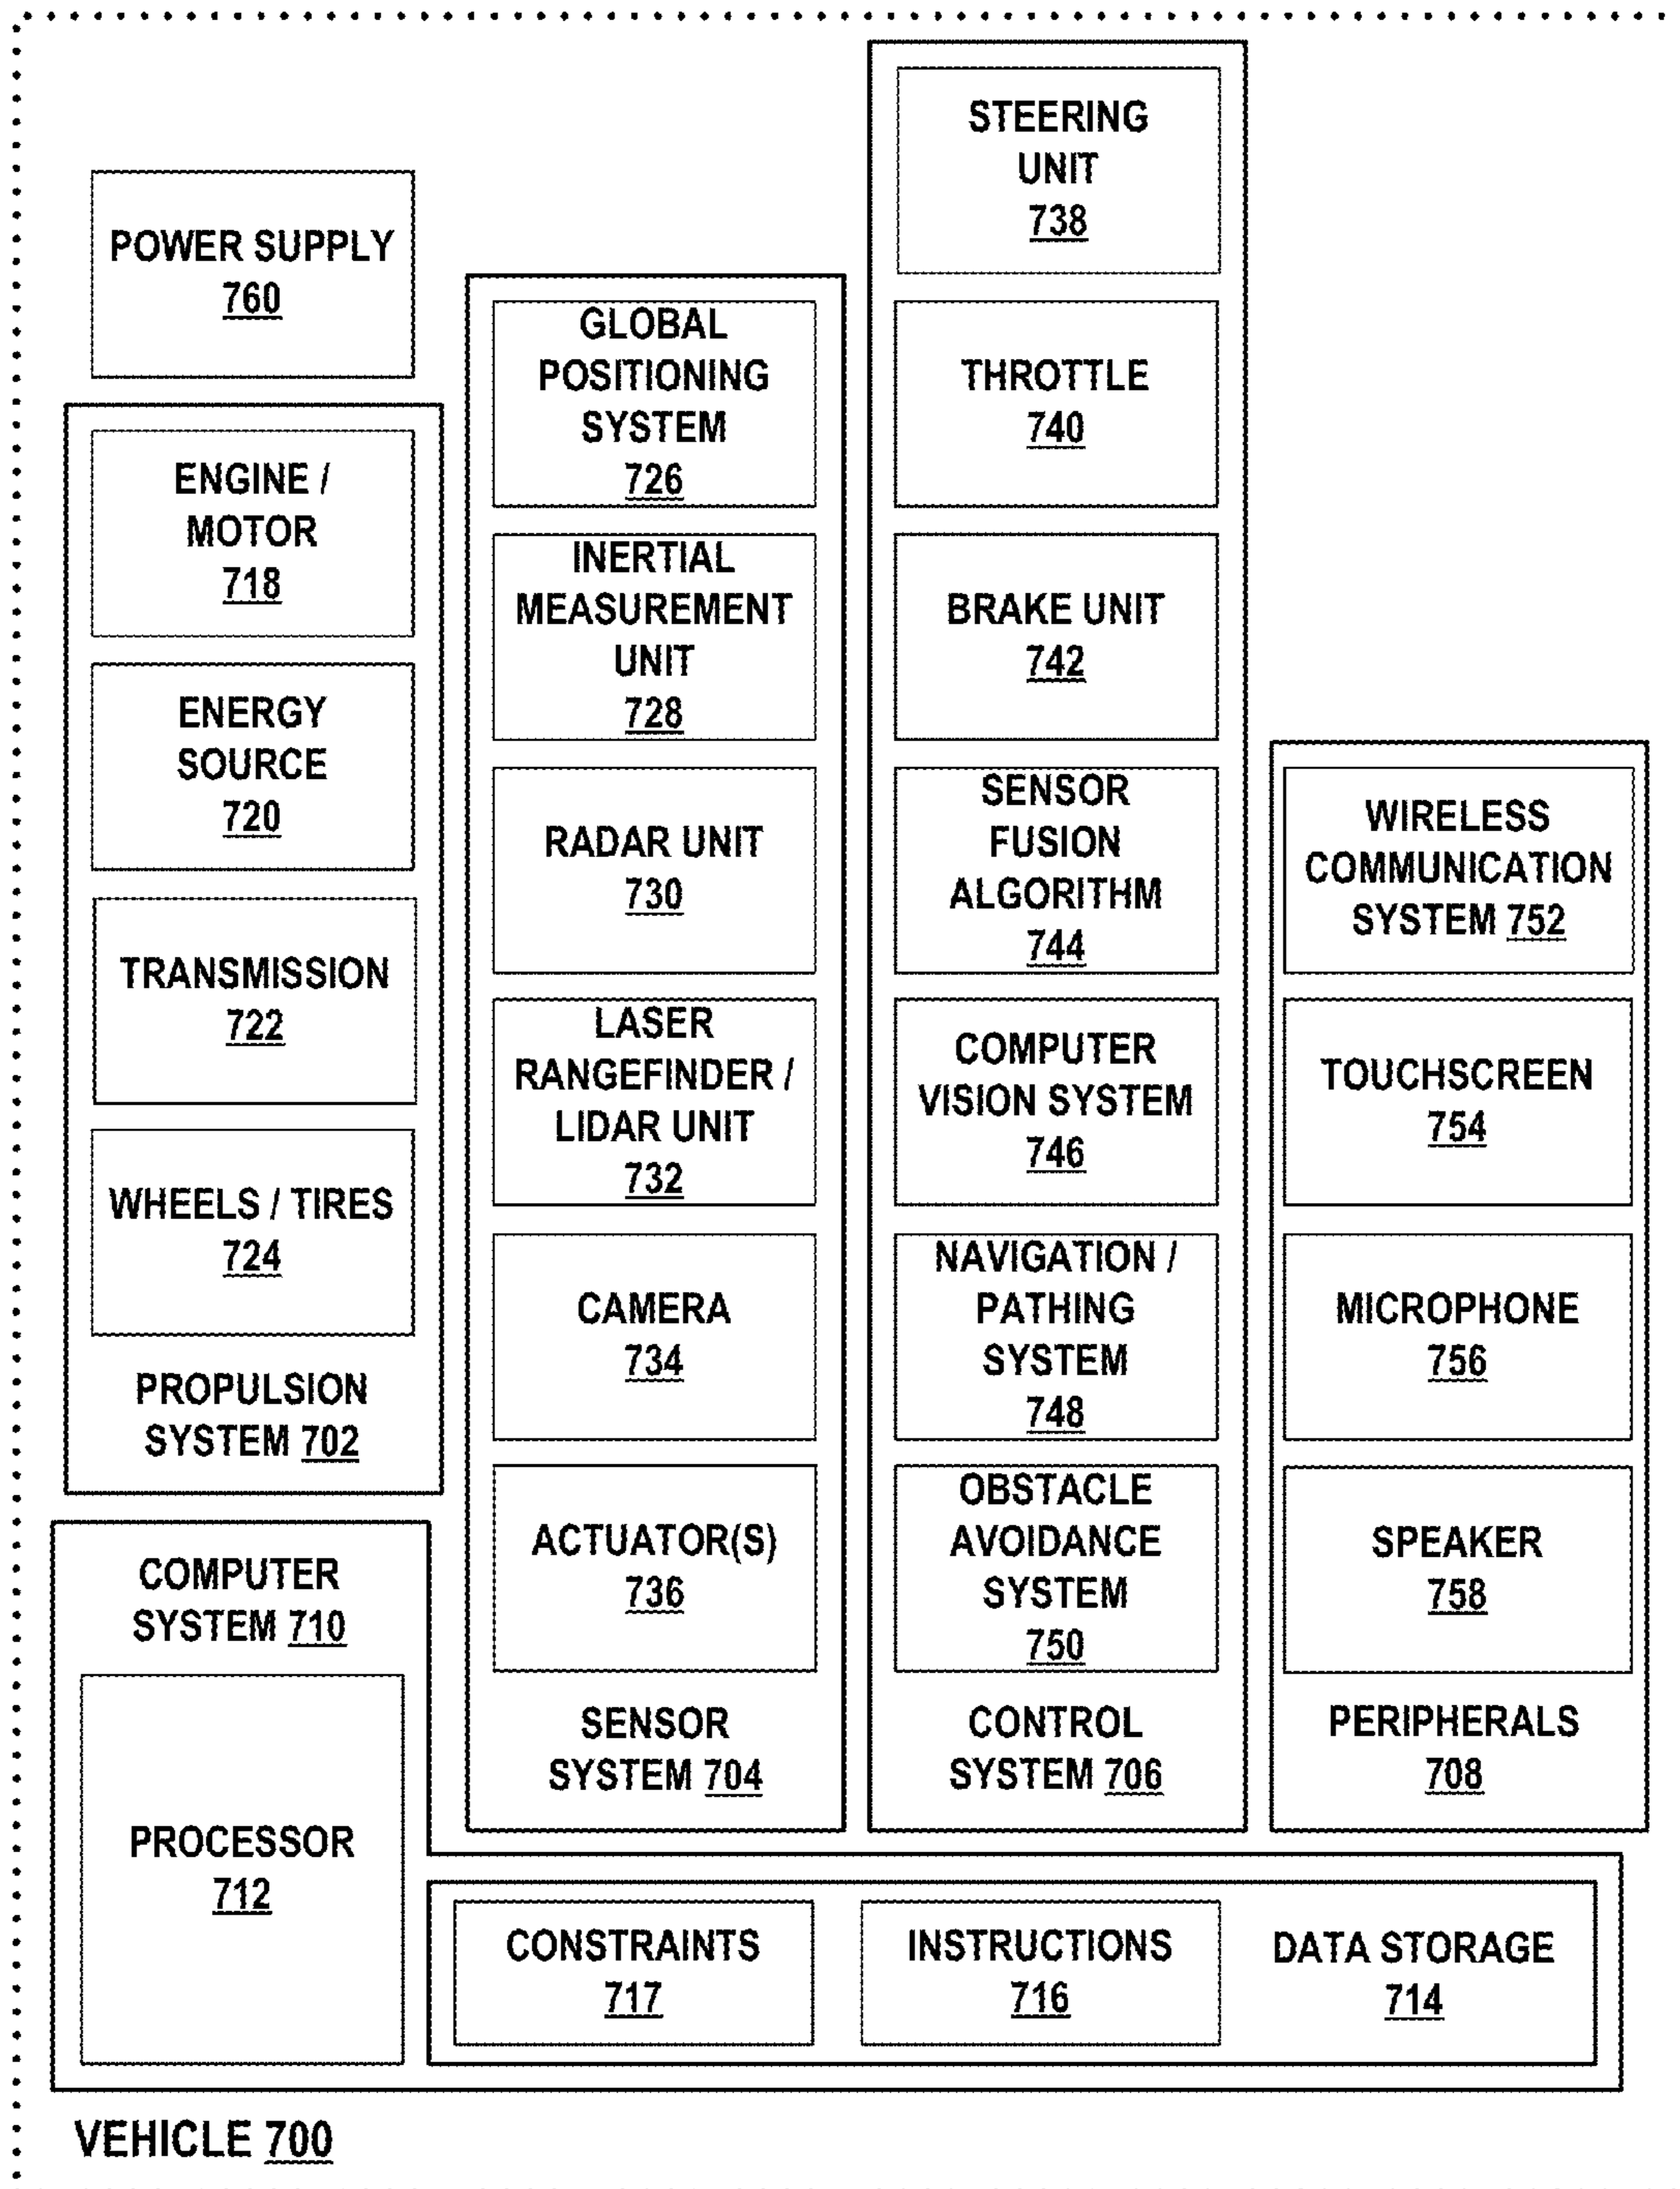 POWER SUPPLY
760
ENGINE /
MOTOR
718
ENERGY
SOURCE
720
TRANSMISSION
722
WHEELS / TIRES
724
PROPULSION
SYSTEM 702
GLOBAL
POSITIONING
SYSTEM
726
INERTIAL
MEASUREMENT
UNIT
728
RADAR UNIT
730
LASER
RANGEFINDER /
LIDAR UNIT
732
CAMERA
734
ACTUATOR(S)
736
SENSOR
SYSTEM 704
STEERING
UNIT
738
THROTTLE
740
BRAKE UNIT
742
SENSOR
FUSION
ALGORITHM
744
COMPUTER
VISION SYSTEM
746
NAVIGATION /
PATHING
SYSTEM
748
OBSTACLE
AVOIDANCE
SYSTEM
750
CONTROL
SYSTEM 706
WIRELESS
COMMUNICATION
SYSTEM 752
TOUCHSCREEN
754
MICROPHONE
756
SPEAKER
758
PERIPHERALS
708
COMPUTER
SYSTEM 710
PROCESSOR
712
CONSTRAINTS
717
INSTRUCTIONS
716
DATA STORAGE
714
VEHICLE 700